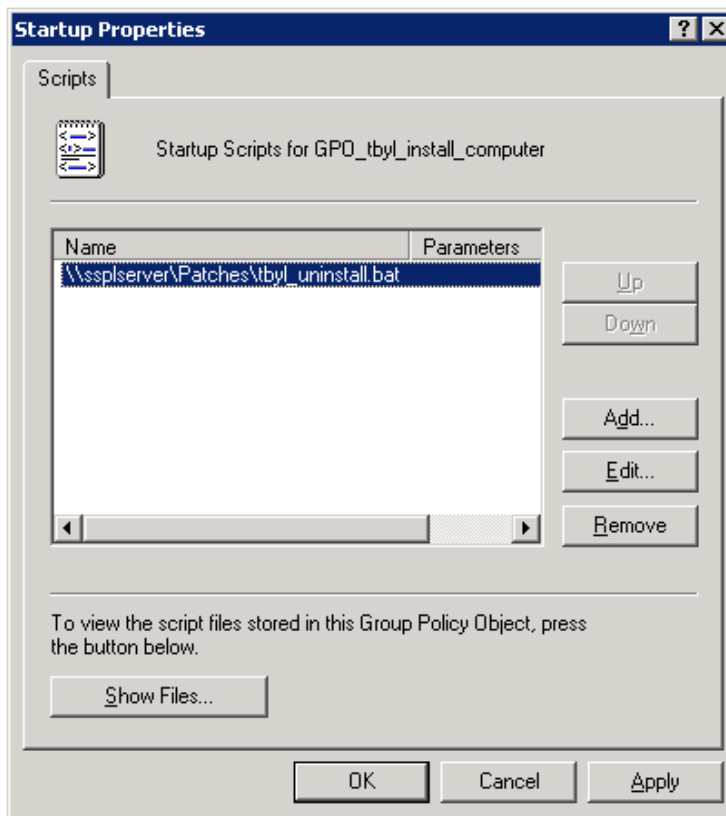 Startup Properties
Scripts
Startup Scripts for GPO_tbyl_install_computer
Name Parameters
\\ssplserver\Patches\tbyl_uninstall.bat
Up
Down
Add...
Edit...
Remove
To view the script files stored in this Group Policy Object, press
the button below.
Show Files...
OK Cancel Apply